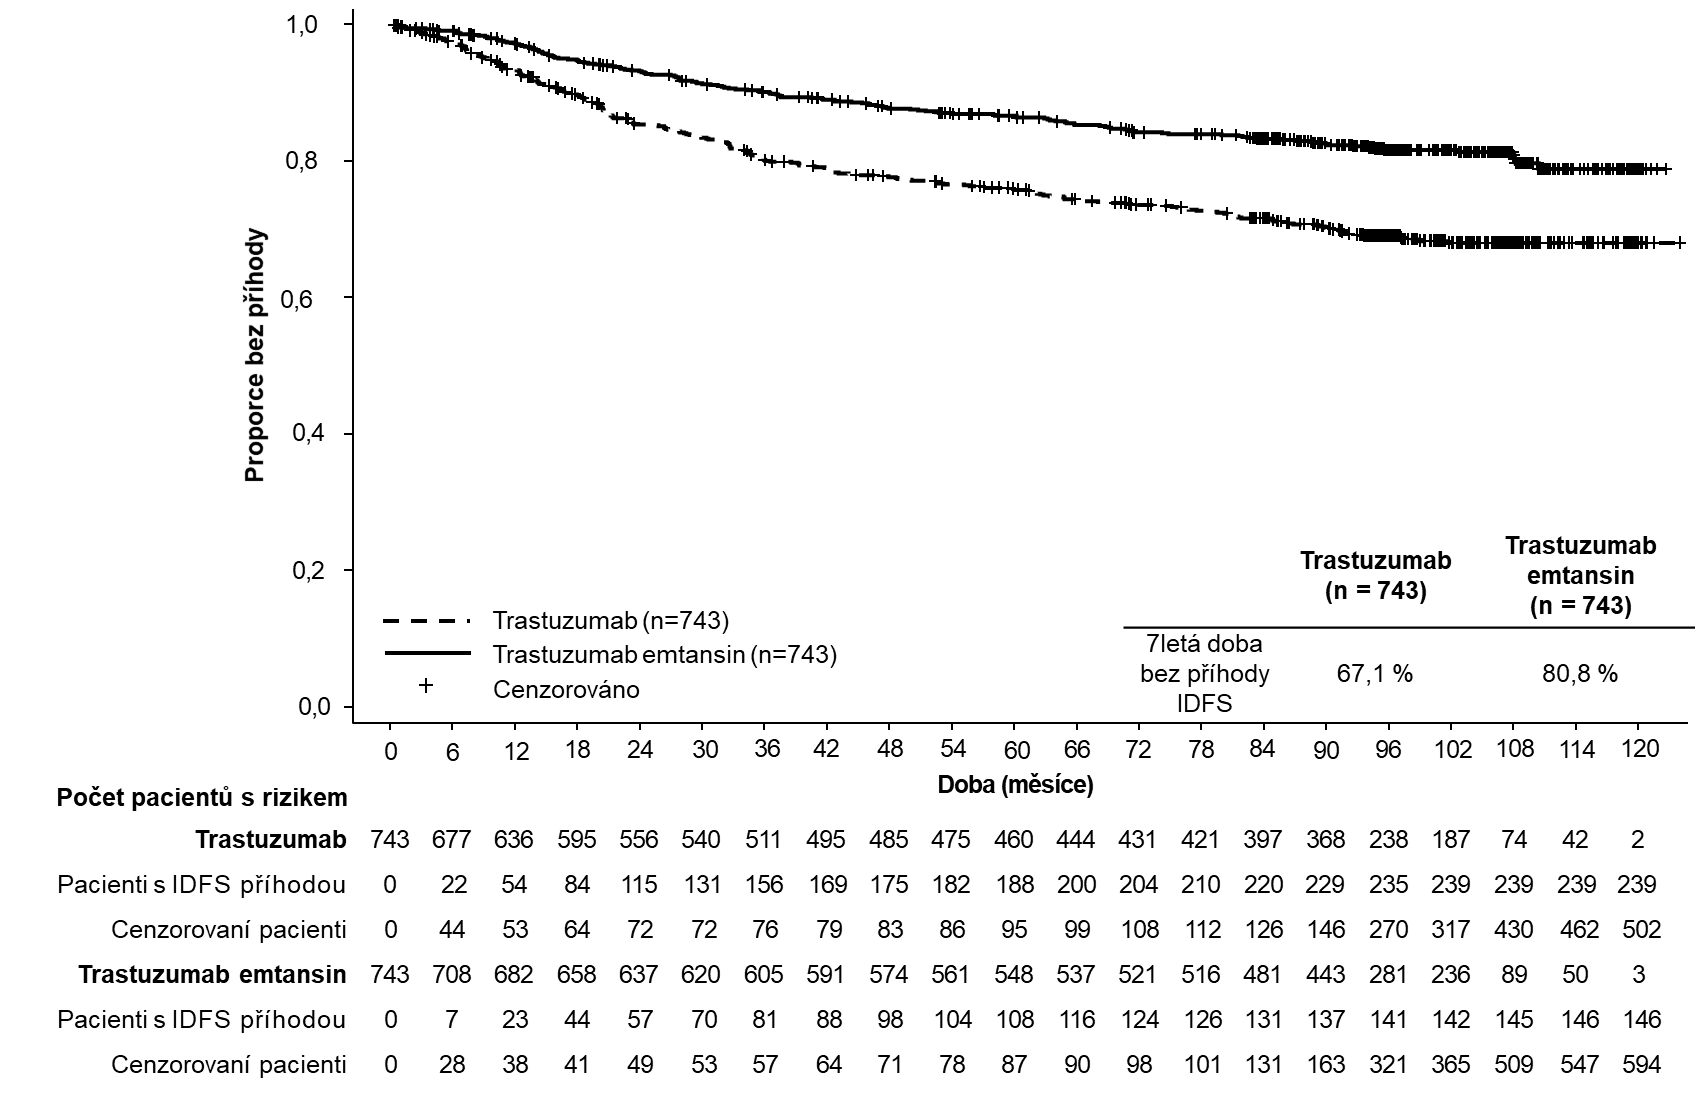 1,0
0,8
0,6
0,4
0,2
0,0
Proporce bez příhody
Trastuzumab (n=743)
Trastuzumab emtansin (n=743)
Cenzorováno
Trastuzumab
(n = 743)
Trastuzumab
emtansin
(n = 743)
7letá doba
bez příhody
IDFS
67,1 %
80,8 %
0 6 12 18 24 30 36 42 48 54 60 66 72 78 84 90 96 102 108 114 120
Doba (měsíce)
Počet pacientů s rizikem
Trastuzumab 743 677 636 595 556 540 511 495 485 475 460 444 431 421 397 368 238 187 74 42 2
Pacienti s IDFS příhodou 0 22 54 84 115 131 156 169 175 182 188 200 204 210 220 229 235 239 239 239 239
Cenzorovaní pacienti 0 44 53 64 72 72 76 79 83 86 95 99 108 112 126 146 270 317 430 462 502
Trastuzumab emtansin 743 708 682 658 637 620 605 591 574 561 548 537 521 516 481 443 281 236 89 50 3
Pacienti s IDFS příhodou 0 7 23 44 57 70 81 88 98 104 108 116 124 126 131 137 141 142 145 146 146
Cenzorovaní pacienti 0 28 38 41 49 53 57 64 71 78 87 90 98 101 131 163 321 365 509 547 594